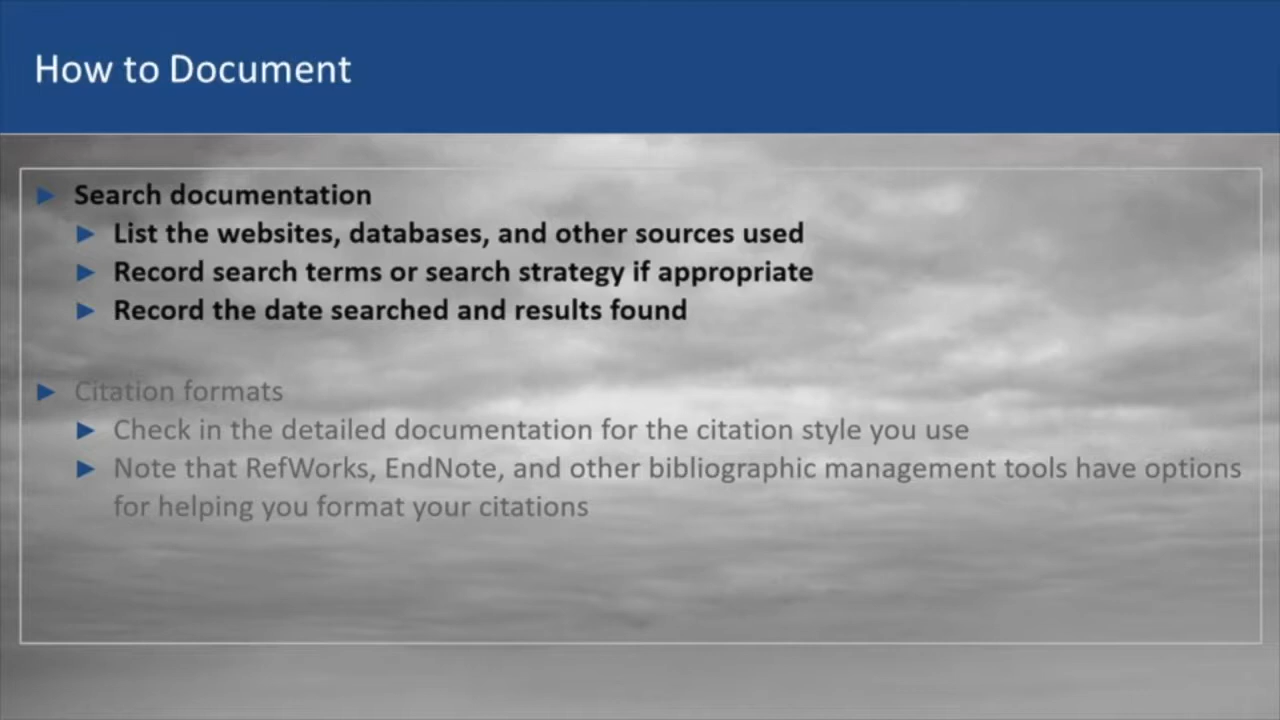 How to Document
Search documentation
List the websites, databases, and other sources used
Record search terms or search strategy if appropriate
Record the date searched and results found
Citation formats
Check in the detailed documentation for the citation style you use
Note that RefWorks, EndNote, and other bibliographic management tools have options
for helping you format your citations